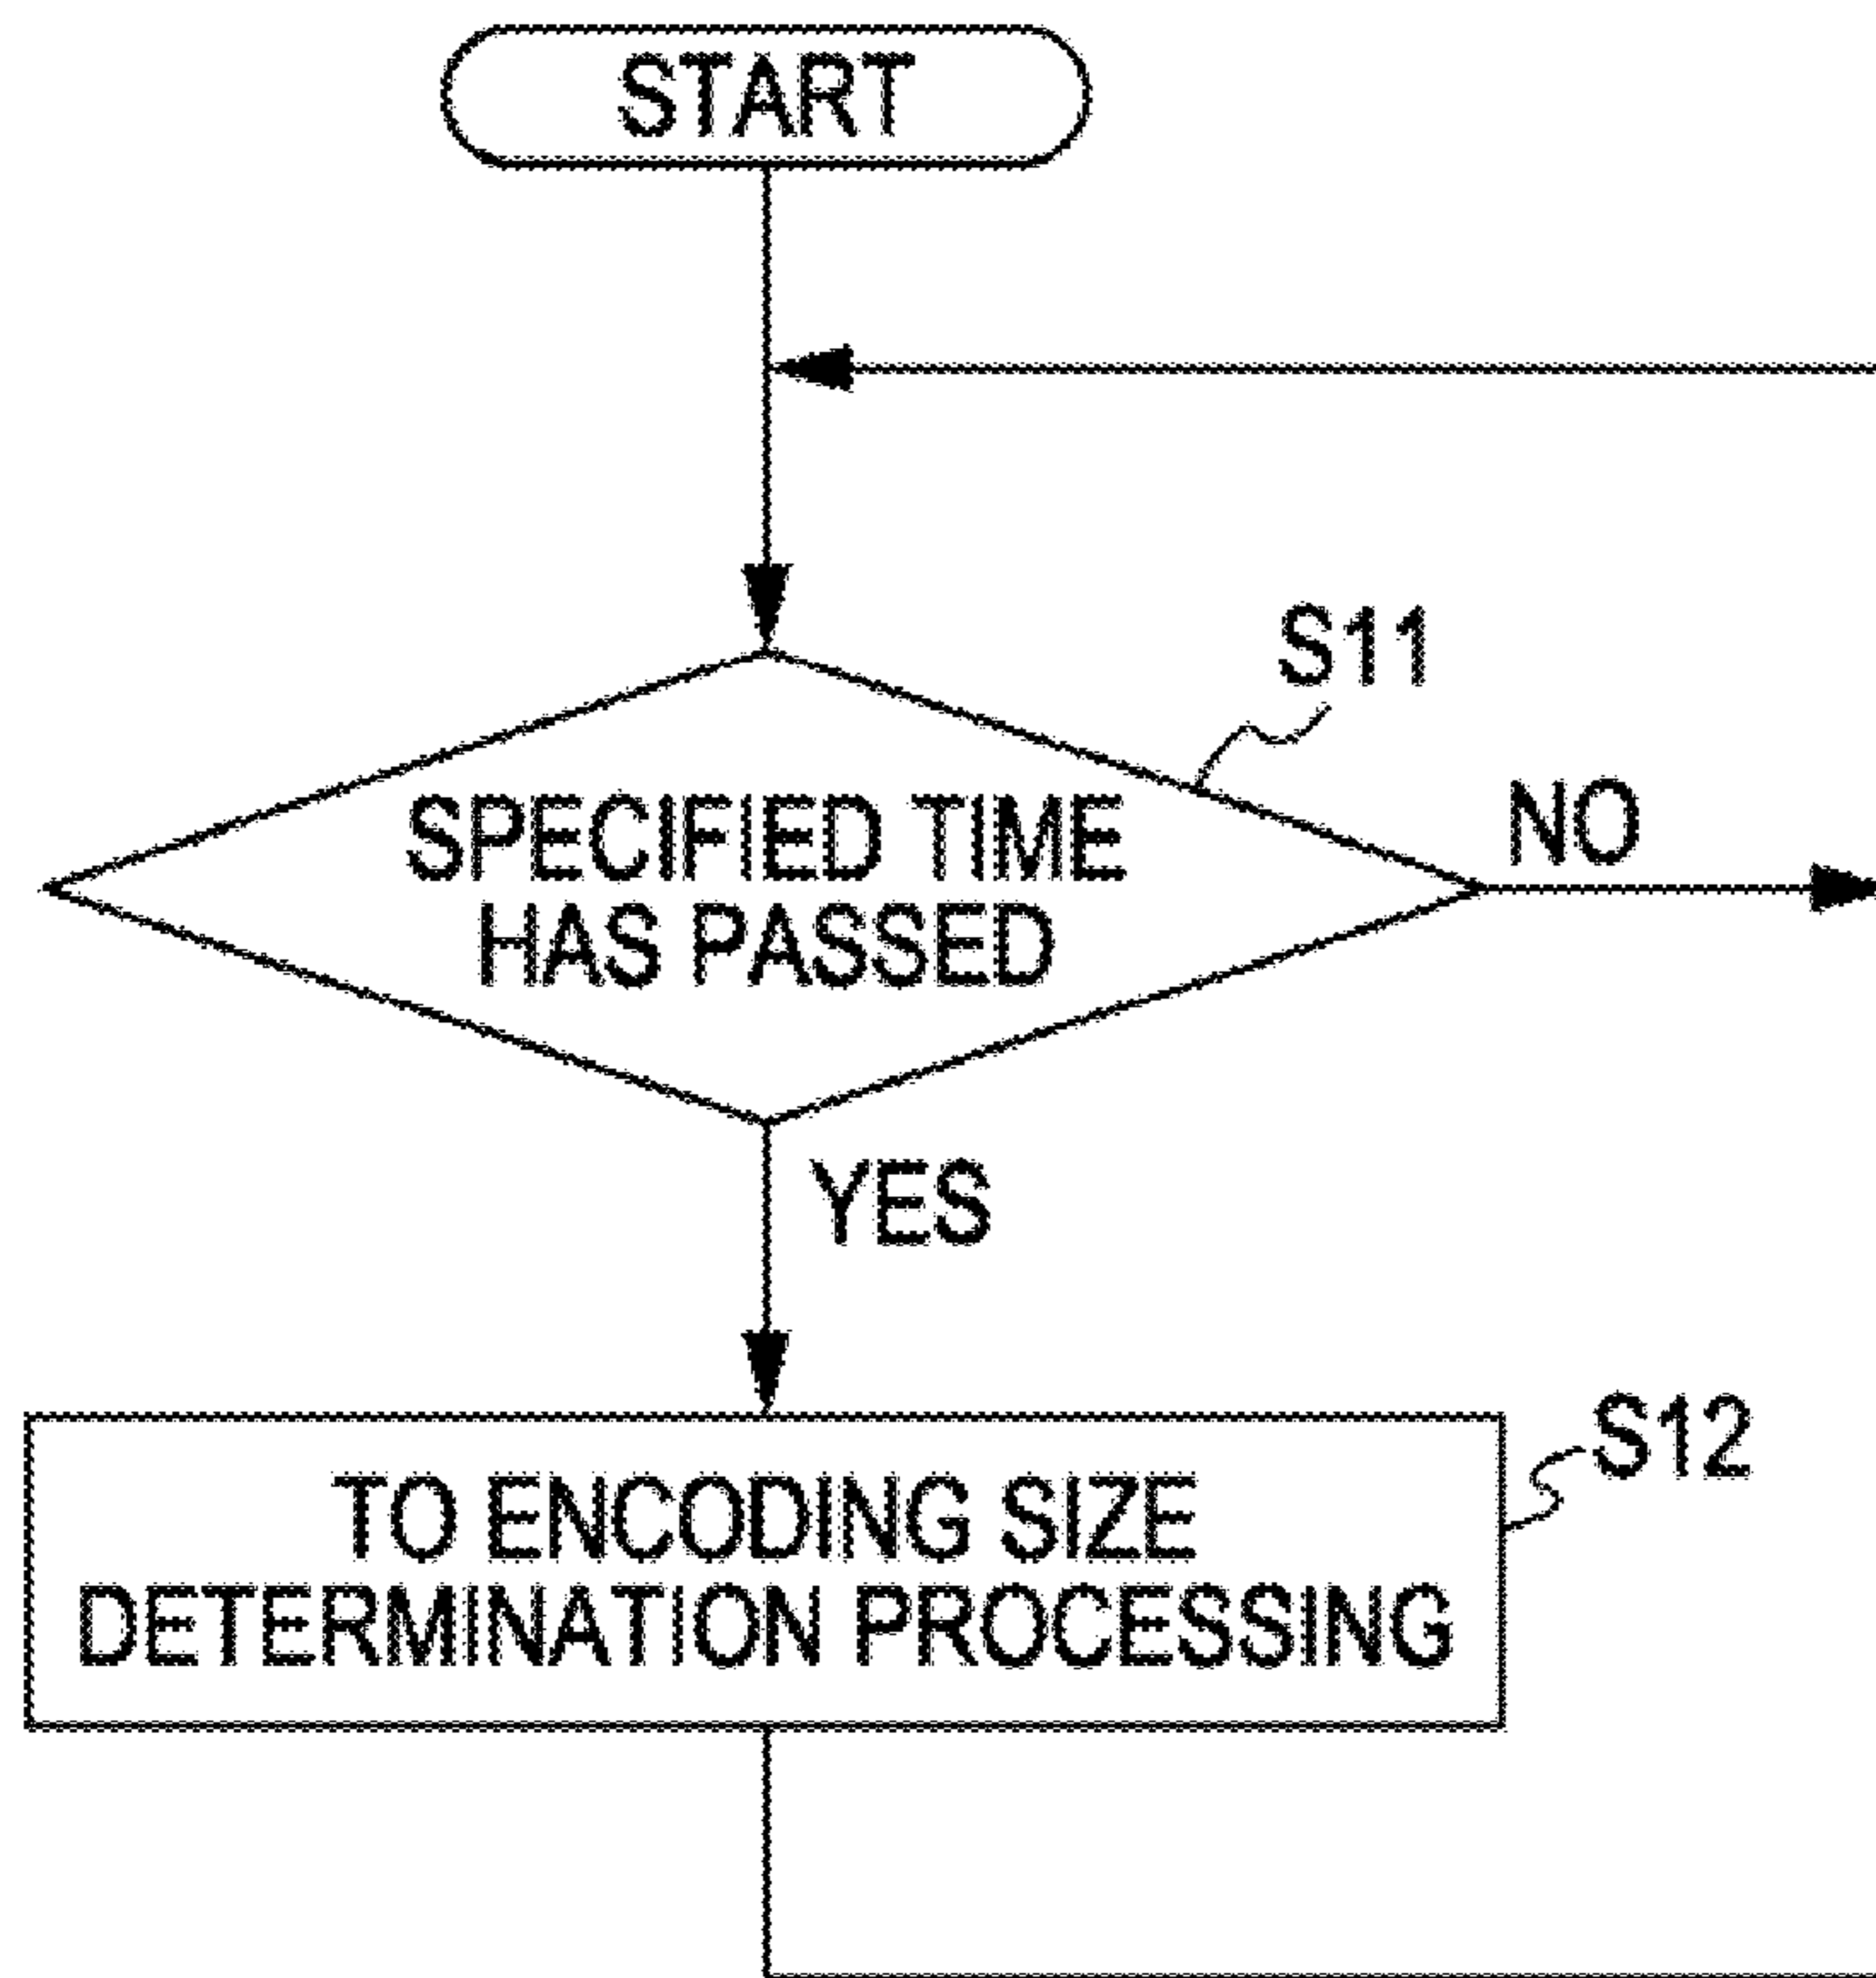 START
S11
SPECIFIED TIME
HAS PASSED
NO
YES
S12
TO ENCODING SIZE
DETERMINATION PROCESSING